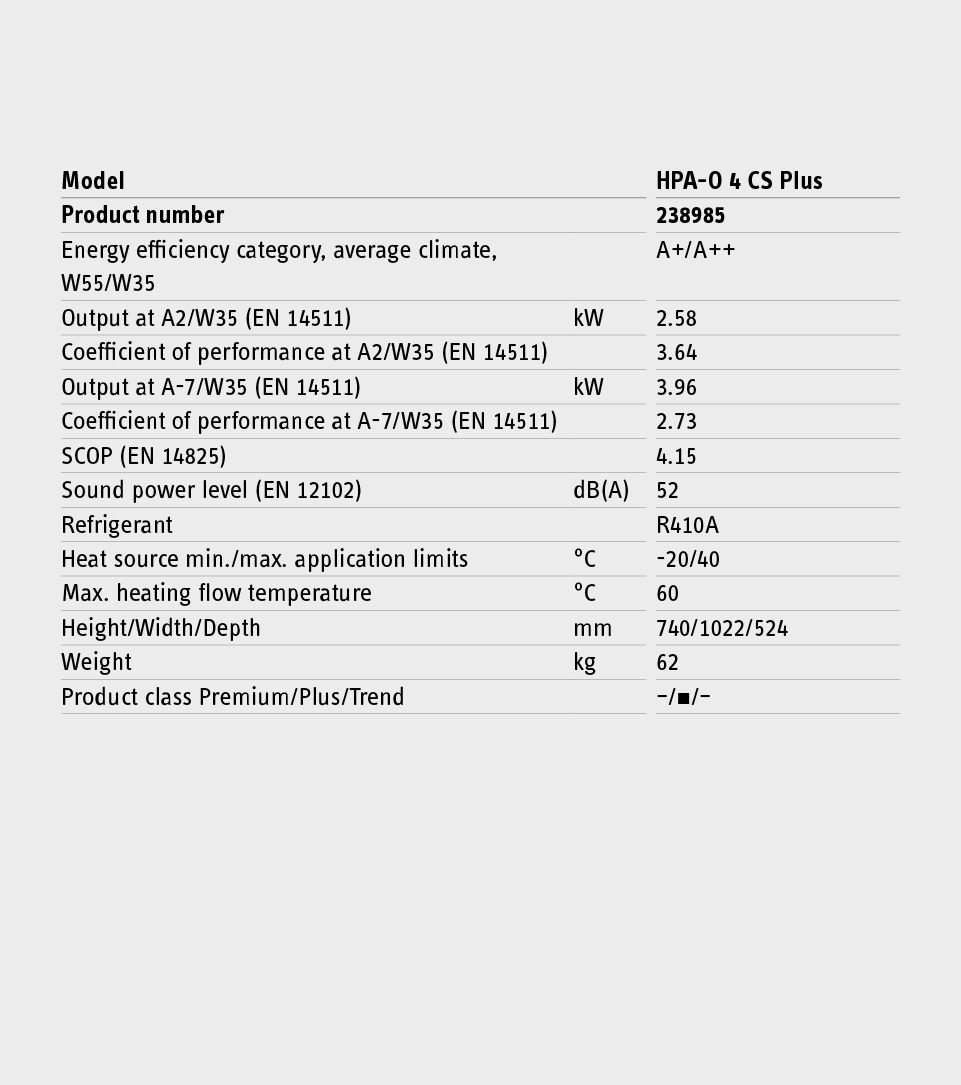 Model HPA-O 4 CS Plus
Product number 238985
Energy efficiency category, average climate, A+/A++
W55/W35
Output at A2/W35 (EN 14511) kW 2.58
Coefficient of performance at A2/W35 (EN 14511) 3.64
Output at A-7/W35 (EN 14511) kW 3.96
Coefficient of performance at A-7/W35 (EN 14511) 2.73
SCOP (EN 14825) 4.15
Sound power level (EN 12102) dB(A) 52
Refrigerant R410A
Heat source min./max. application limits °C -20/40
Max. heating flow temperature °C 60
Height/Width/Depth mm 740/1022/524
Weight kg 62
Product class Premium/Plus/Trend –/■/–